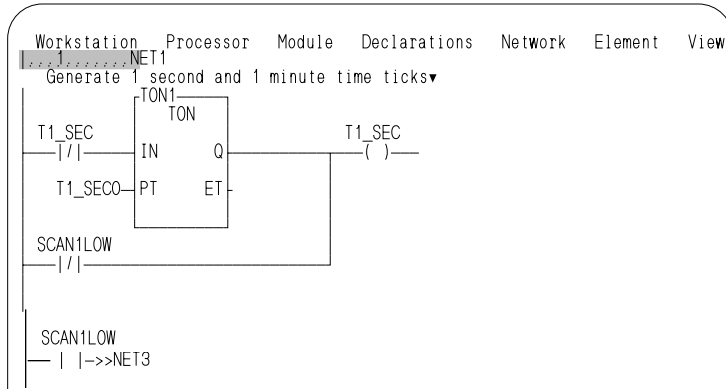 Workstation Processor Module Declarations Network Element View
|...1.......NET1
Generate 1 second and 1 minute time ticks▾
TON1
TON
T1_SEC T1_SEC
|/| IN Q ( )
T1_SECO PT ET
SCAN1LOW
|/|
SCAN1LOW
| |->>NET3